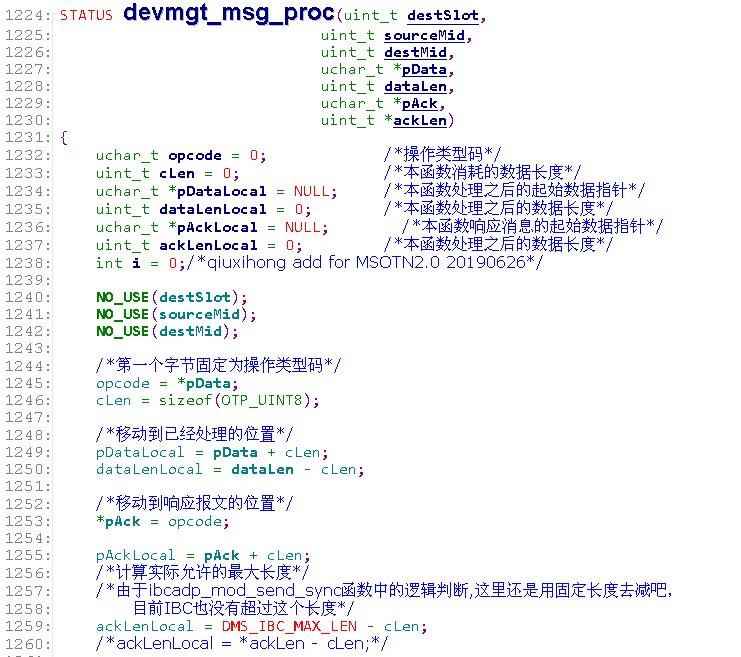 1224: STATUS devmgt_msg_proc(uint_t destSlot,
1225: uint_t sourceMid,
1226: uint_t destMid,
1227: uchar_t *pData,
1228: uint_t dataLen,
1229: uchar_t *pAck,
1230: uint_t *ackLen)
1231: {
1232: uchar_t opcode = 0; /*操作类型码*/
1233: uint_t cLen = 0; /*本函数消耗的数据长度*/
1234: uchar_t *pDataLocal = NULL; /*本函数处理之后的起始数据指针*/
1235: uint_t dataLenLocal = 0; /*本函数处理之后的数据长度*/
1236: uchar_t *pAckLocal = NULL; /*本函数响应消息的起始数据指针*/
1237: uint_t ackLenLocal = 0; /*本函数处理之后的数据长度*/
1238: int i = 0;/*qiuxihong add for MSOTN2.0 20190626*/
1239:
1240: NO_USE(destSlot);
1241: NO_USE(sourceMid);
1242: NO_USE(destMid);
1243:
1244: /*第一个字节固定为操作类型码*/
1245: opcode = *pData;
1246: cLen = sizeof(OTP_UINT8);
1247:
1248: /*移动到已经处理的位置*/
1249: pDataLocal = pData + cLen;
1250: dataLenLocal = dataLen - cLen;
1251:
1252: /*移动到响应报文的位置*/
1253: *pAck = opcode;
1254:
1255: pAckLocal = pAck + cLen;
1256: /*计算实际允许的最大长度*/
1257: /*由于ibcadp_mod_send_sync函数中的逻辑判断,这里还是用固定长度去减吧，
1258: 目前IBC也没有超过这个长度*/
1259: ackLenLocal = DMS_IBC_MAX_LEN - cLen;
1260: /*ackLenLocal = *ackLen - cLen;*/